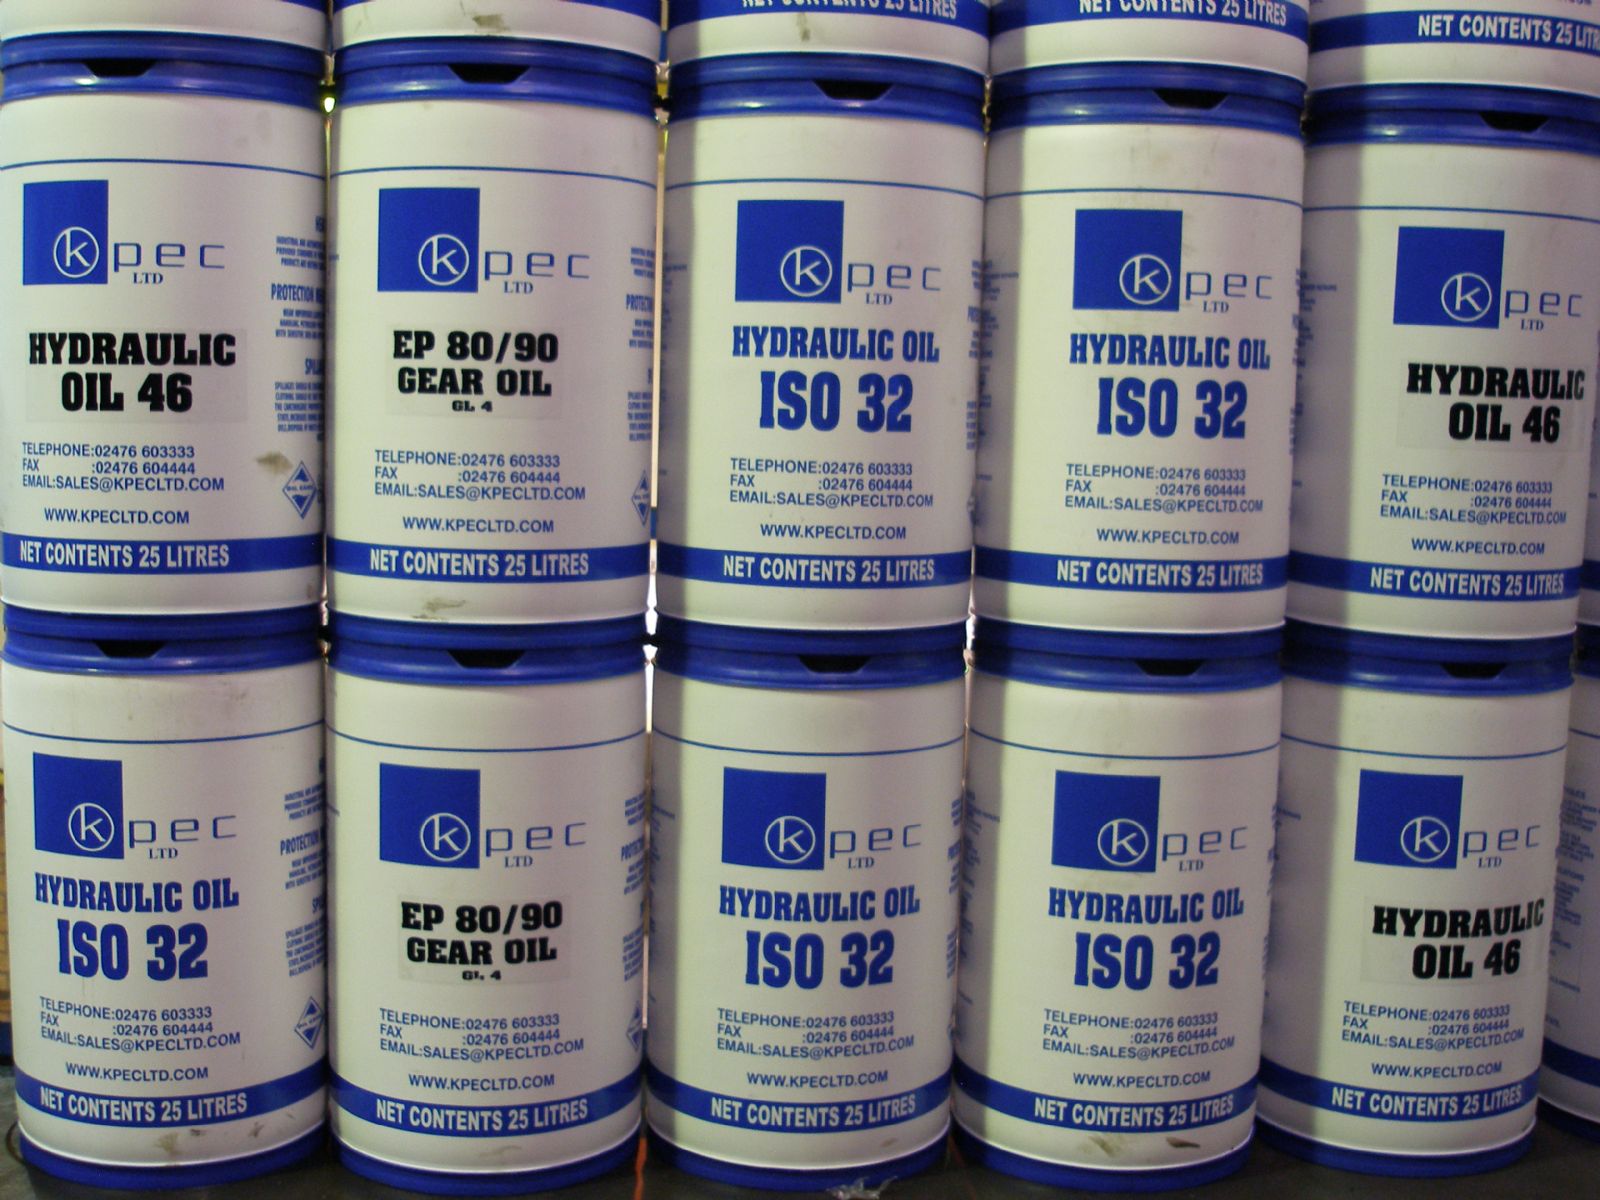 NET CONTENTS 25 LITRES
NET CONTENTS 25 LITRES
NET CONTENTS 25
k pec
LTD
HYDRAULIC
OIL 46
TELEPHONE:02476 603333
FAX :02476 604444
EMAIL:SALES@KPECLTD.COM
WWW.KPECLTD.COM
NET CONTENTS 25 LITRES
PROTECTION
k pec
LTD
EP 80/90
GEAR OIL
GL 4
TELEPHONE:02476 603333
FAX :02476 604444
EMAIL:SALES@KPECLTD.COM
WWW.KPECLTD.COM
NET CONTENTS 25 LITRES
k pec
LTD
HYDRAULIC OIL
ISO 32
TELEPHONE:02476 603333
FAX :02476 604444
EMAIL:SALES@KPECLTD.COM
WWW.KPECLTD.COM
NET CONTENTS 25 LITRES
k pec
LTD
HYDRAULIC OIL
ISO 32
TELEPHONE:02476 603333
FAX :02476 604444
EMAIL:SALES@KPECLTD.COM
WWW.KPECLTD.COM
NET CONTENTS 25 LITRES
k pec
LTD
HYDRAULIC
OIL 46
TELEPHONE:02476 603333
FAX :02476 604444
EMAIL:SALES@KPECLTD.COM
WWW.KPECLTD.COM
NET CONTENTS 25 LITRES
k pec
LTD
HYDRAULIC OIL
ISO 32
TELEPHONE:02476 603333
FAX :02476 604444
EMAIL:SALES@KPECLTD.COM
WWW.KPECLTD.COM
NET CONTENTS 25 LITRES
k pec
LTD
EP 80/90
GEAR OIL
GL 4
TELEPHONE:02476 603333
FAX :02476 604444
EMAIL:SALES@KPECLTD.COM
WWW.KPECLTD.COM
NET CONTENTS 25 LITRES
k pec
LTD
HYDRAULIC OIL
ISO 32
TELEPHONE:02476 603333
FAX :02476 604444
EMAIL:SALES@KPECLTD.COM
WWW.KPECLTD.COM
NET CONTENTS 25 LITRES
k pec
LTD
HYDRAULIC OIL
ISO 32
TELEPHONE:02476 603333
FAX :02476 604444
EMAIL:SALES@KPECLTD.COM
WWW.KPECLTD.COM
NET CONTENTS 25 LITRES
k pec
LTD
HYDRAULIC
OIL 46
TELEPHONE:02476 603333
FAX :02476 604444
EMAIL:SALES@KPECLTD.COM
WWW.KPECLTD.COM
NET CONTENTS 25 LITRES